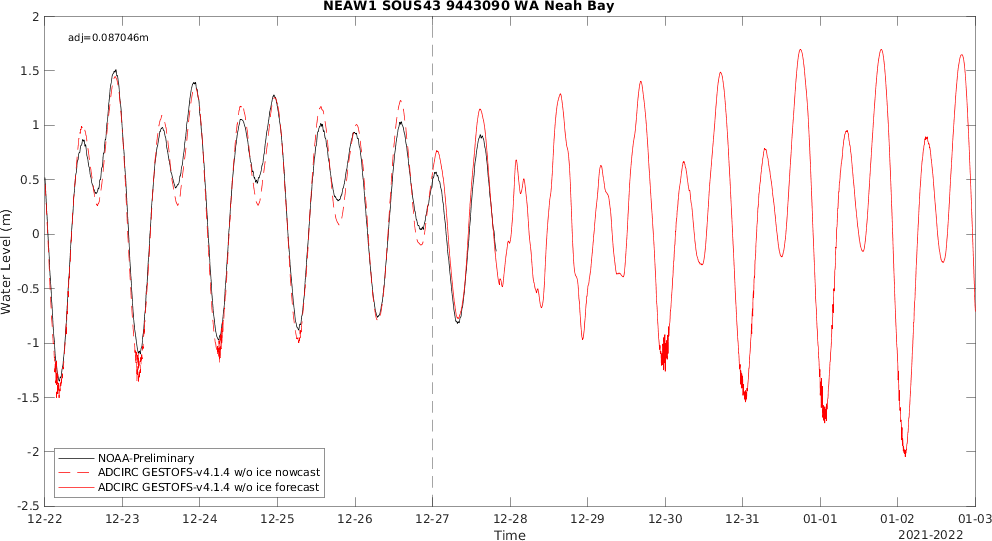 NEAW1 SOUS43 9443090 WA Neah Bay
adj=0.087046m
2
1.5
1
0.5
0
-0.5
-1
-1.5
-2
-2.5
Water Level (m)
NOAA-Preliminary
ADCIRC GESTOFS-v4.1.4 w/o ice nowcast
ADCIRC GESTOFS-v4.1.4 w/o ice forecast
12-22 12-23 12-24 12-25 12-26 12-27 12-28 12-29 12-30 12-31 01-01 01-02 01-03
Time
2021-2022